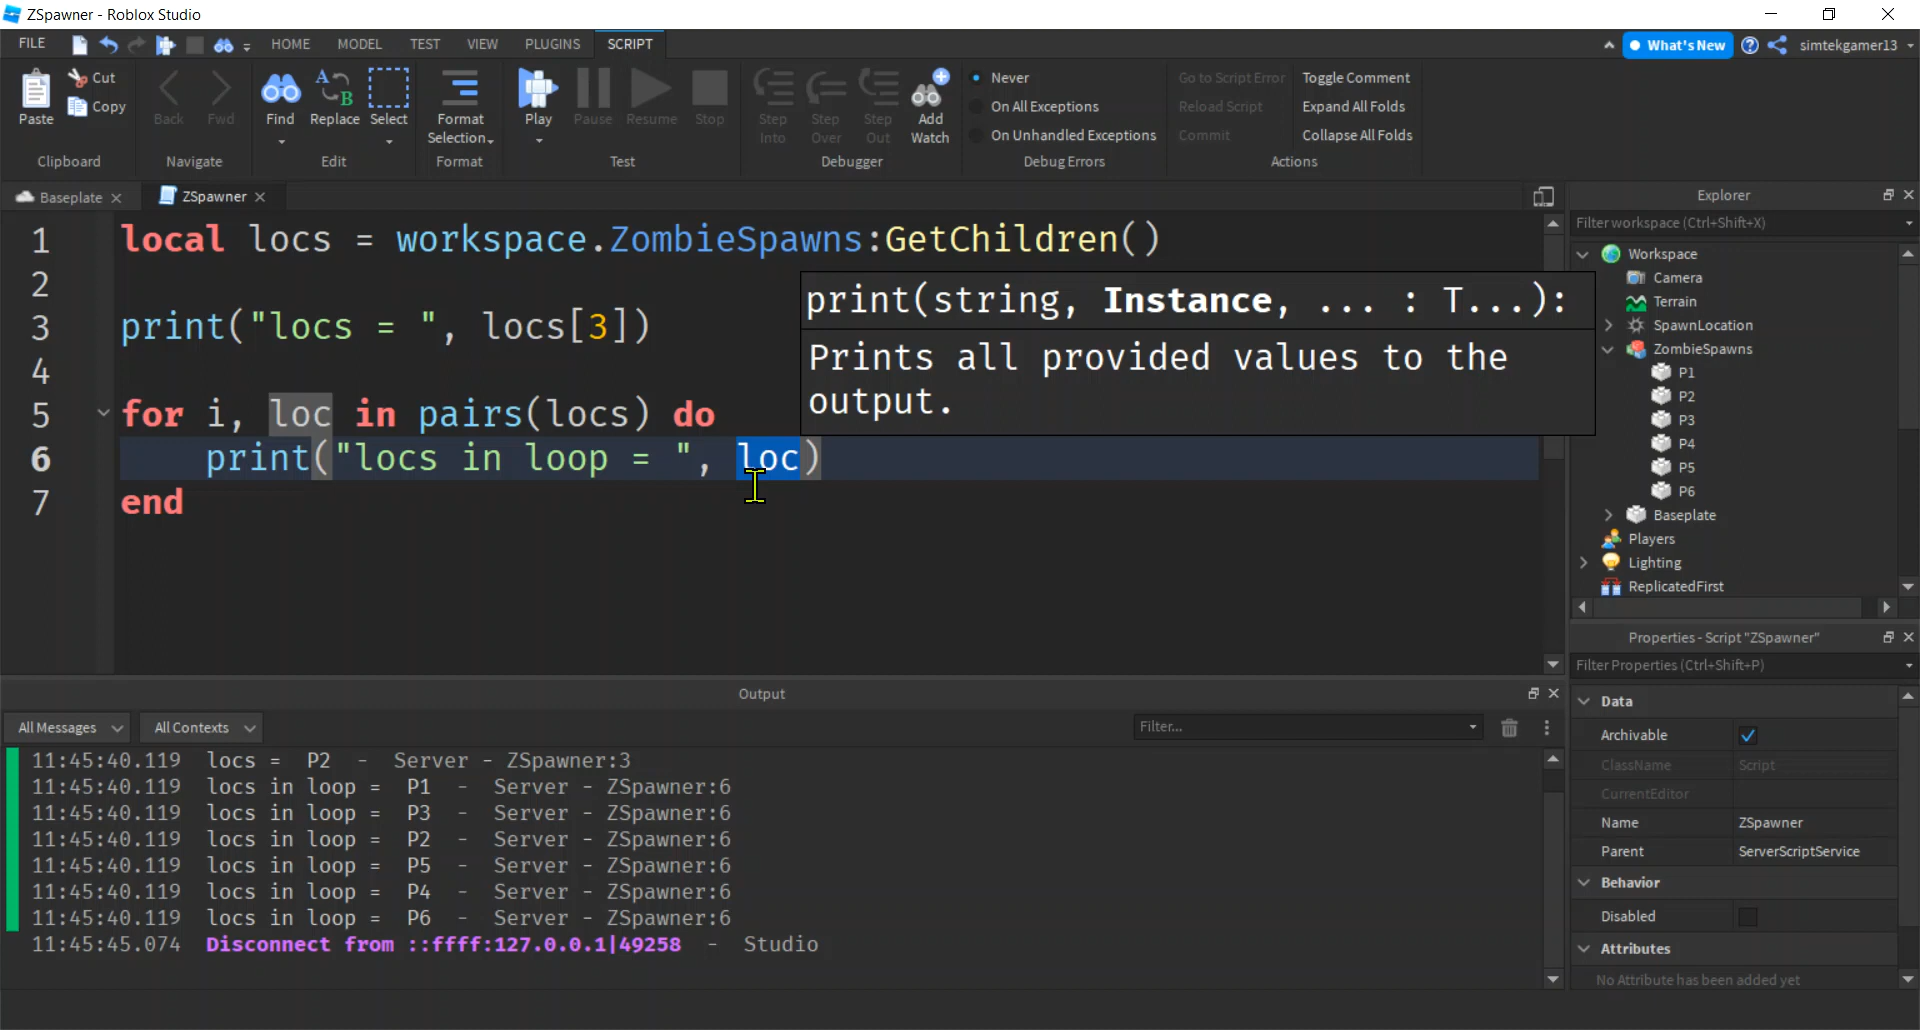 ZSpawner - Roblox Studio
FILE HOME MODEL TEST VIEW PLUGINS SCRIPT What's New simtekgamer13
Paste Cut Copy Clipboard
Back Fwd Navigate
Find Replace Select Edit
A B
Format Selection Format
Play Pause Resume Stop Test
Step Into Step Over Step Out Add Watch Debugger
Never
On All Exceptions
On Unhandled Exceptions
Debug Errors
Go to Script Error Toggle Comment
Reload Script Expand All Folds
Commit Collapse All Folds
Actions
Baseplate ZSpawner
1 local locs = workspace.ZombieSpawns:GetChildren()
2
3 print("locs = ", locs[3])
4
5 for i, loc in pairs(locs) do
6 print("locs in loop = ", loc)
7 end
print(string, Instance, ... : T...):
Prints all provided values to the
output.
Explorer
Filter workspace (Ctrl+Shift+X)
Workspace
Camera
Terrain
SpawnLocation
ZombieSpawns
P1
P2
P3
P4
P5
P6
Baseplate
Players
Lighting
ReplicatedFirst
Properties - Script "ZSpawner"
Filter Properties (Ctrl+Shift+P)
Data
Archivable
ClassName Script
CurrentEditor
Name ZSpawner
Parent ServerScriptService
Behavior
Disabled
Attributes
No Attribute has been added yet
Output
All Messages All Contexts Filter...
11:45:40.119 locs = P2 - Server - ZSpawner:3
11:45:40.119 locs in loop = P1 - Server - ZSpawner:6
11:45:40.119 locs in loop = P3 - Server - ZSpawner:6
11:45:40.119 locs in loop = P2 - Server - ZSpawner:6
11:45:40.119 locs in loop = P5 - Server - ZSpawner:6
11:45:40.119 locs in loop = P4 - Server - ZSpawner:6
11:45:40.119 locs in loop = P6 - Server - ZSpawner:6
11:45:45.074 Disconnect from ::ffff:127.0.0.1|49258 - Studio